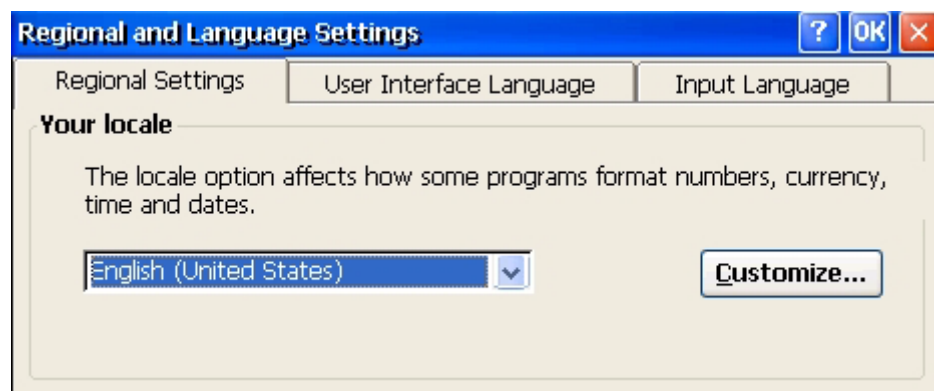 Regional and Language Settings ? OK
Regional Settings User Interface Language Input Language
Your locale
The locale option affects how some programs format numbers, currency,
time and dates.
English (United States) Customize...